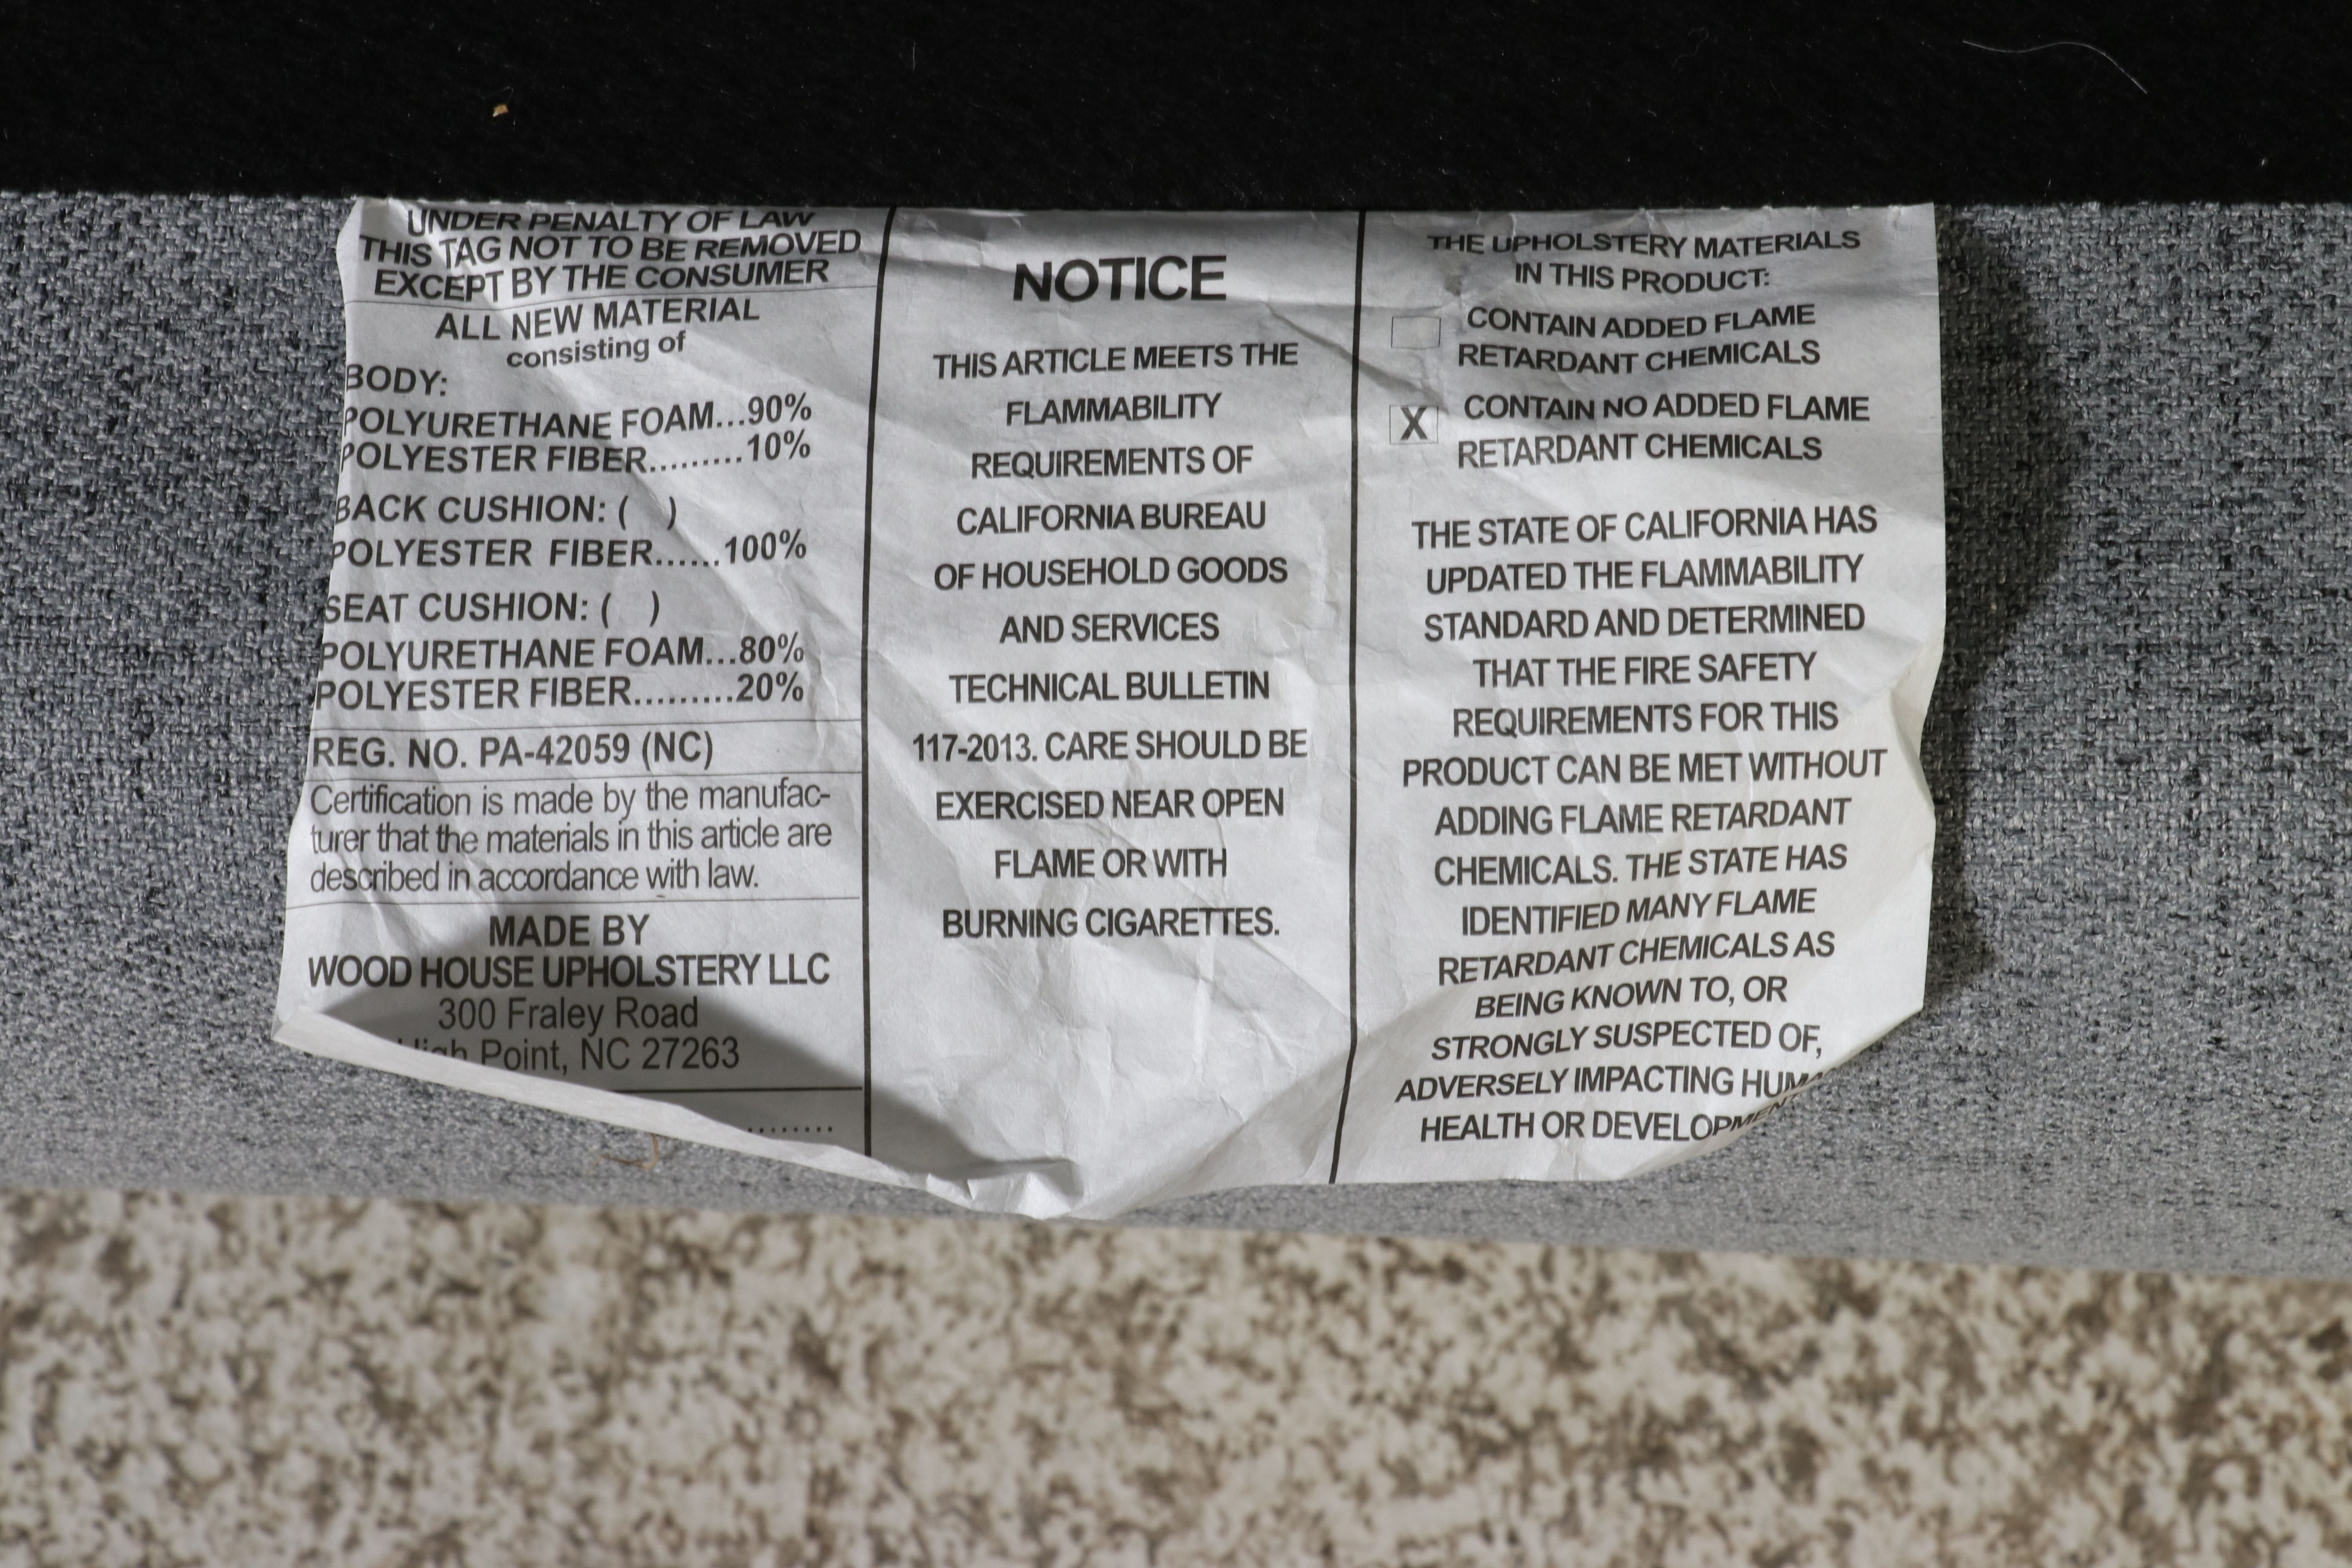 UNDER PENALTY OF LAW
THIS TAG NOT TO BE REMOVED
EXCEPT BY THE CONSUMER
ALL NEW MATERIAL
consisting of
BODY:
POLYURETHANE FOAM...90%
POLYESTER FIBER.........10%
BACK CUSHION: ( )
POLYESTER FIBER......100%
SEAT CUSHION: ( )
POLYURETHANE FOAM...80%
POLYESTER FIBER.........20%
REG. NO. PA-42059 (NC)
Certification is made by the manufac-
turer that the materials in this article are
described in accordance with law.
MADE BY
WOOD HOUSE UPHOLSTERY LLC
300 Fraley Road
High Point, NC 27263
NOTICE
THIS ARTICLE MEETS THE
FLAMMABILITY
REQUIREMENTS OF
CALIFORNIA BUREAU
OF HOUSEHOLD GOODS
AND SERVICES
TECHNICAL BULLETIN
117-2013. CARE SHOULD BE
EXERCISED NEAR OPEN
FLAME OR WITH
BURNING CIGARETTES.
THE UPHOLSTERY MATERIALS
IN THIS PRODUCT:
CONTAIN ADDED FLAME
RETARDANT CHEMICALS
X CONTAIN NO ADDED FLAME
RETARDANT CHEMICALS
THE STATE OF CALIFORNIA HAS
UPDATED THE FLAMMABILITY
STANDARD AND DETERMINED
THAT THE FIRE SAFETY
REQUIREMENTS FOR THIS
PRODUCT CAN BE MET WITHOUT
ADDING FLAME RETARDANT
CHEMICALS. THE STATE HAS
IDENTIFIED MANY FLAME
RETARDANT CHEMICALS AS
BEING KNOWN TO, OR
STRONGLY SUSPECTED OF,
ADVERSELY IMPACTING HUMA
HEALTH OR DEVELOPMENT